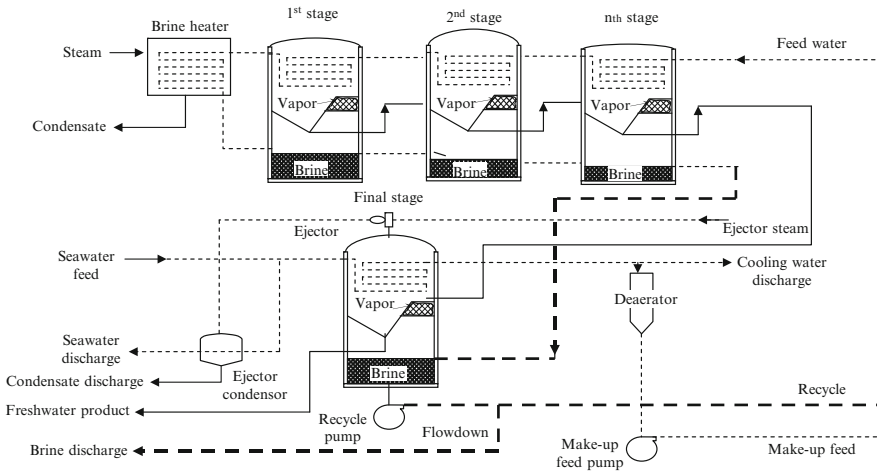 1st stage
2nd stage
nth stage
Brine heater
Steam
Feed water
Vapor
Vapor
Vapor
Condensate
Brine
Brine
Brine
Final stage
Ejector
Ejector steam
Seawater
feed
Cooling water
discharge
Vapor
Deaerator
Seawater
discharge
Ejector
condensor
Condensate discharge
Brine
Freshwater product
Recycle
Recycle
pump
Flowdown
Brine discharge
Make-up
feed pump
Make-up feed